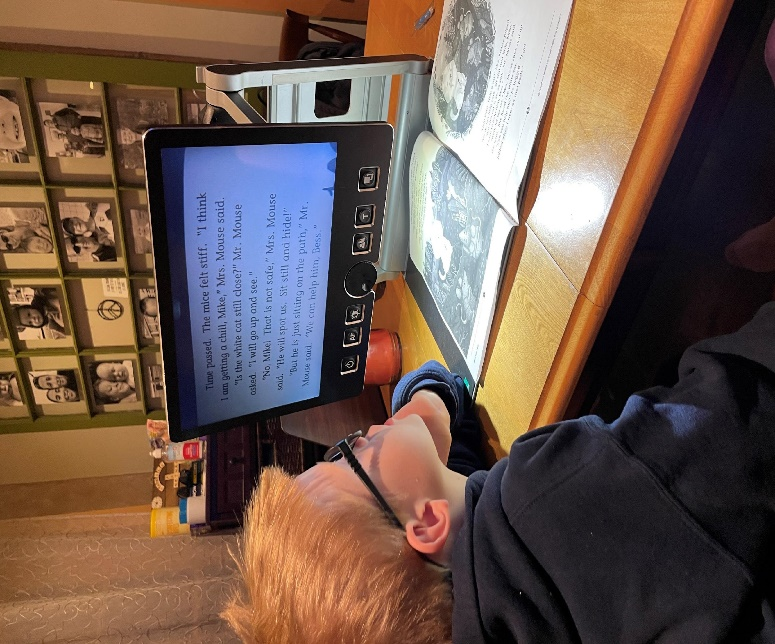 Time passed. The mice felt stiff. "I think
I am getting a chill, Mike," Mrs. Mouse said.
"Is the white cat still close?" Mr. Mouse
asked. "I will go up and see."
"No, Mike! That is not safe," Mrs. Mouse
said. "He will spot us. Sit still and hide!"
"But he is just sitting on the path," Mr.
Mouse said. "We can help him, Bess."